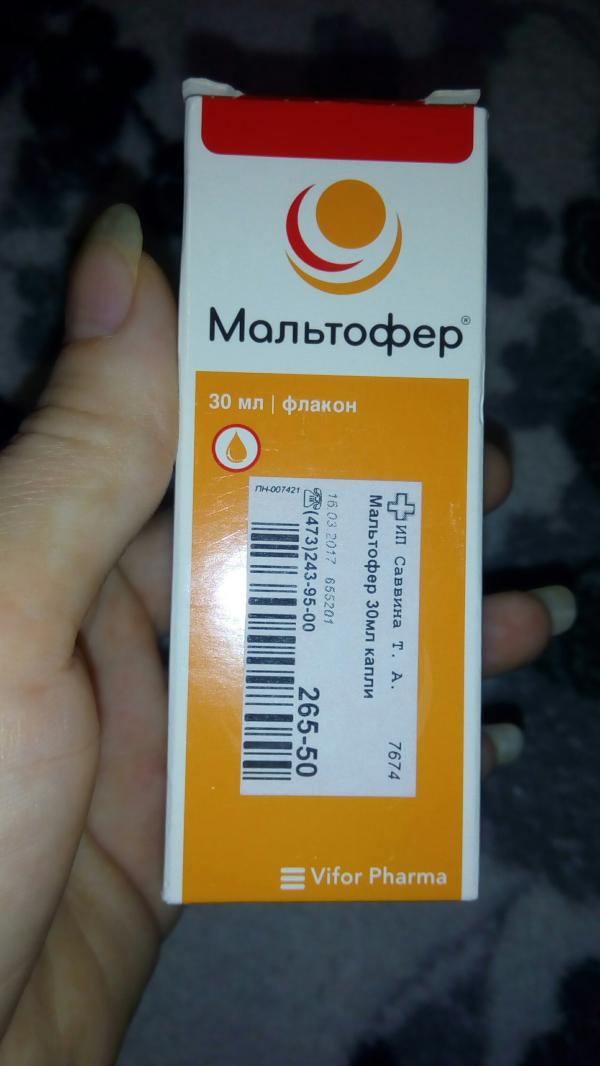 Мальтофер®
30 мл | флакон
ИП Саввина Т. А. 7674
Мальтофер 30мл капли
16.03.2017 655201
(473)243-95-00
ПН-007421
265-50
Vifor Pharma